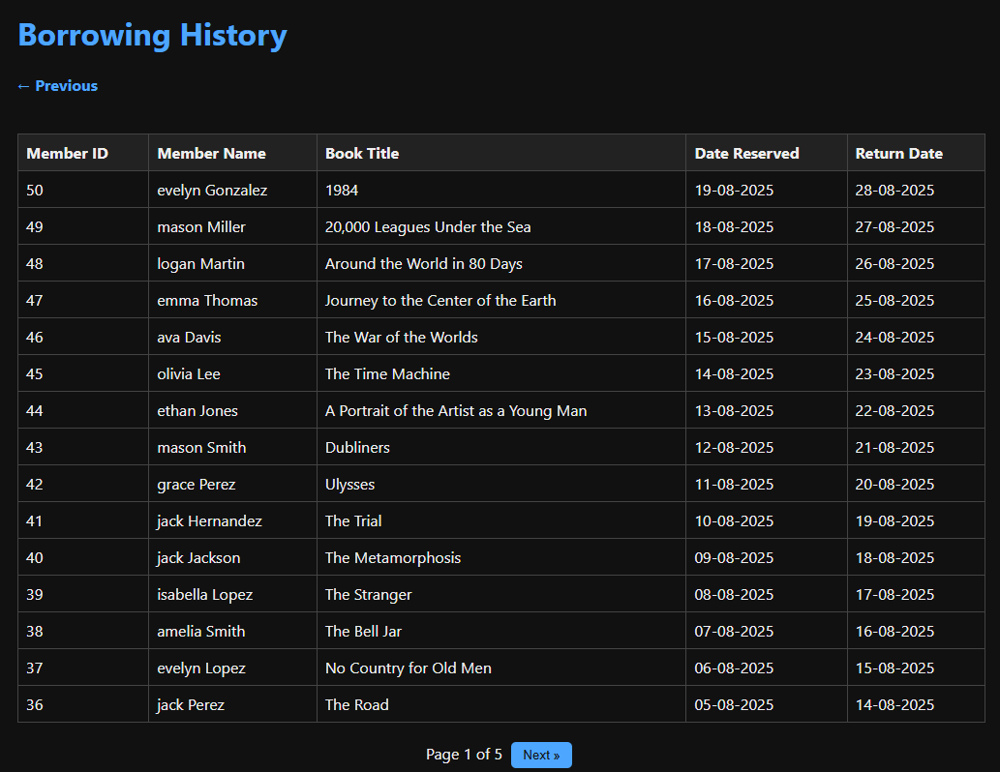 Borrowing History
← Previous
Member ID Member Name Book Title Date Reserved Return Date
50 evelyn Gonzalez 1984 19-08-2025 28-08-2025
49 mason Miller 20,000 Leagues Under the Sea 18-08-2025 27-08-2025
48 logan Martin Around the World in 80 Days 17-08-2025 26-08-2025
47 emma Thomas Journey to the Center of the Earth 16-08-2025 25-08-2025
46 ava Davis The War of the Worlds 15-08-2025 24-08-2025
45 olivia Lee The Time Machine 14-08-2025 23-08-2025
44 ethan Jones A Portrait of the Artist as a Young Man 13-08-2025 22-08-2025
43 mason Smith Dubliners 12-08-2025 21-08-2025
42 grace Perez Ulysses 11-08-2025 20-08-2025
41 jack Hernandez The Trial 10-08-2025 19-08-2025
40 jack Jackson The Metamorphosis 09-08-2025 18-08-2025
39 isabella Lopez The Stranger 08-08-2025 17-08-2025
38 amelia Smith The Bell Jar 07-08-2025 16-08-2025
37 evelyn Lopez No Country for Old Men 06-08-2025 15-08-2025
36 jack Perez The Road 05-08-2025 14-08-2025
Page 1 of 5 Next »